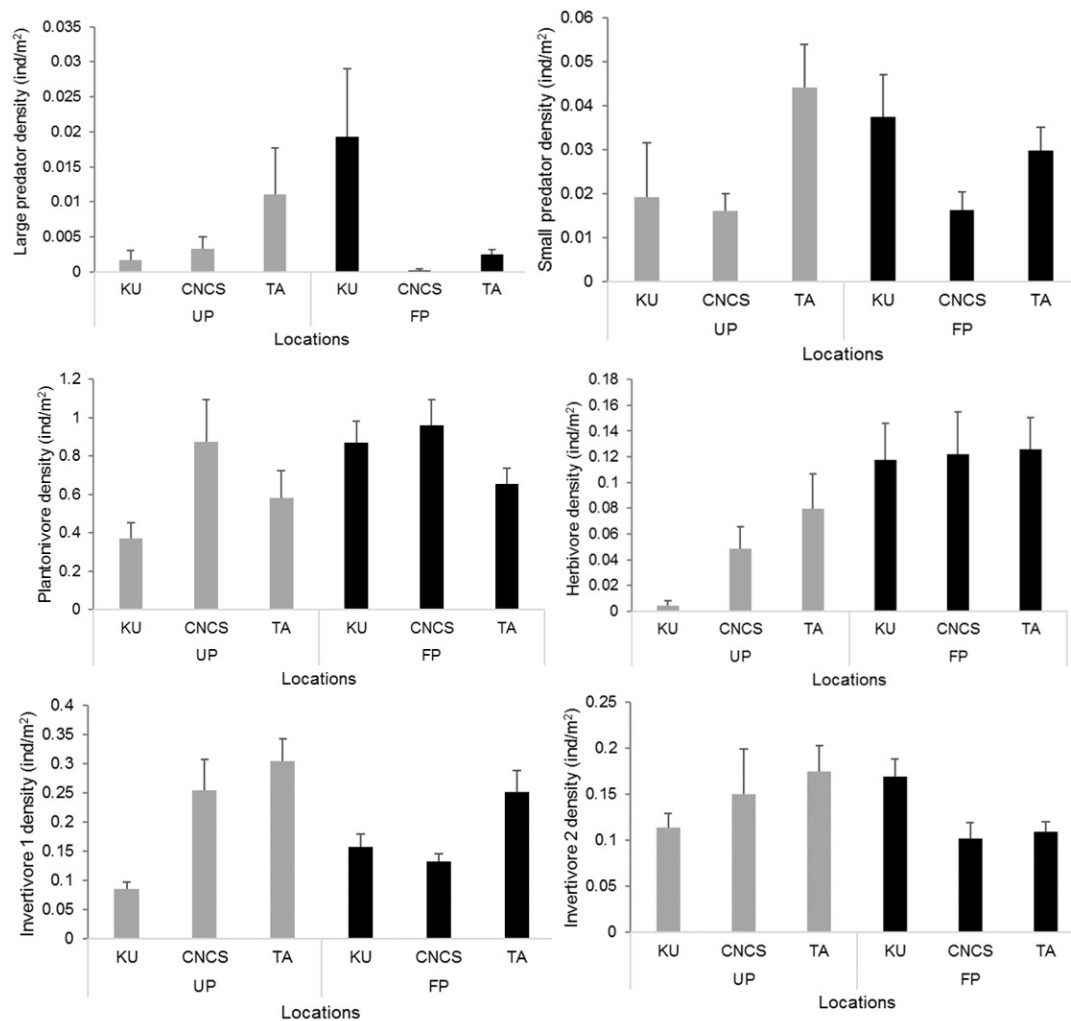 Large predator density (ind/m²)
0.035
0.03
0.025
0.02
0.015
0.01
0.005
0
KU CNCS TA KU CNCS TA
UP FP
Locations
Small predator density (ind/m²)
0.06
0.05
0.04
0.03
0.02
0.01
0
KU CNCS TA KU CNCS TA
UP FP
Locations
Plantonivore density (ind/m²)
1.2
1
0.8
0.6
0.4
0.2
0
KU CNCS TA KU CNCS TA
UP FP
Locations
Herbivore density (ind/m²)
0.18
0.16
0.14
0.12
0.1
0.08
0.06
0.04
0.02
0
KU CNCS TA KU CNCS TA
UP FP
Locations
Invertivore 1 density (ind/m²)
0.4
0.35
0.3
0.25
0.2
0.15
0.1
0.05
0
KU CNCS TA KU CNCS TA
UP FP
Locations
Invertivore 2 density (ind/m²)
0.25
0.2
0.15
0.1
0.05
0
KU CNCS TA KU CNCS TA
UP FP
Locations